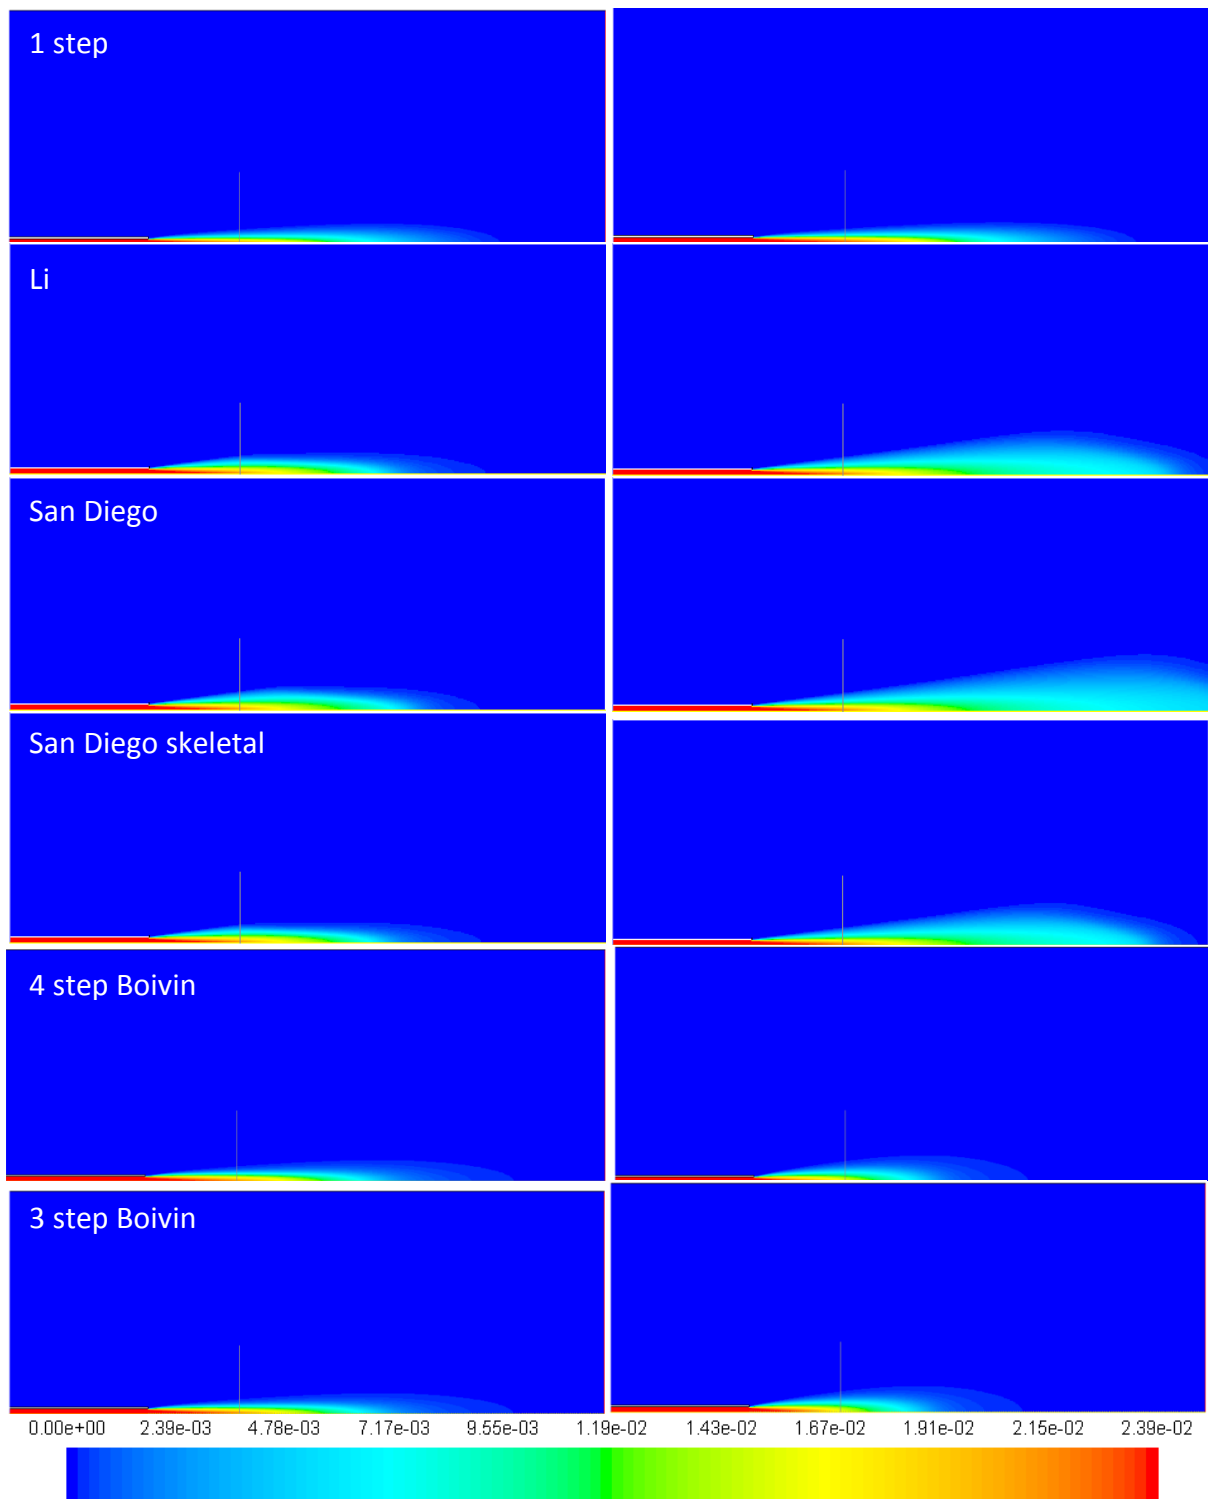 1 step
Li
San Diego
San Diego skeletal
4 step Boivin
3 step Boivin
0.00e+00 2.39e-03 4.78e-03 7.17e-03 9.55e-03 1.19e-02 1.43e-02 1.67e-02 1.91e-02 2.15e-02 2.39e-02